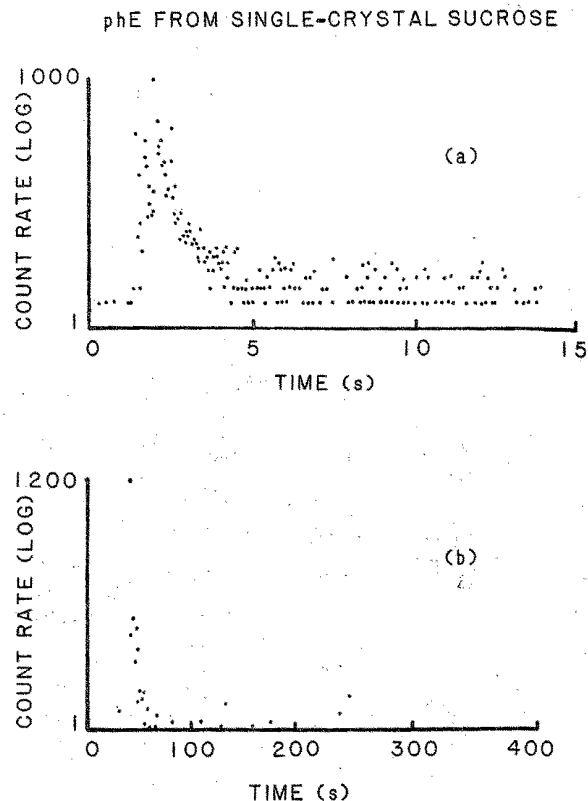 phE FROM SINGLE-CRYSTAL SUCROSE
1000
COUNT RATE (LOG)
(a)
1
0
5
10
15
TIME (s)
1200
COUNT RATE (LOG)
(b)
1
0
100
200
300
400
TIME (s)